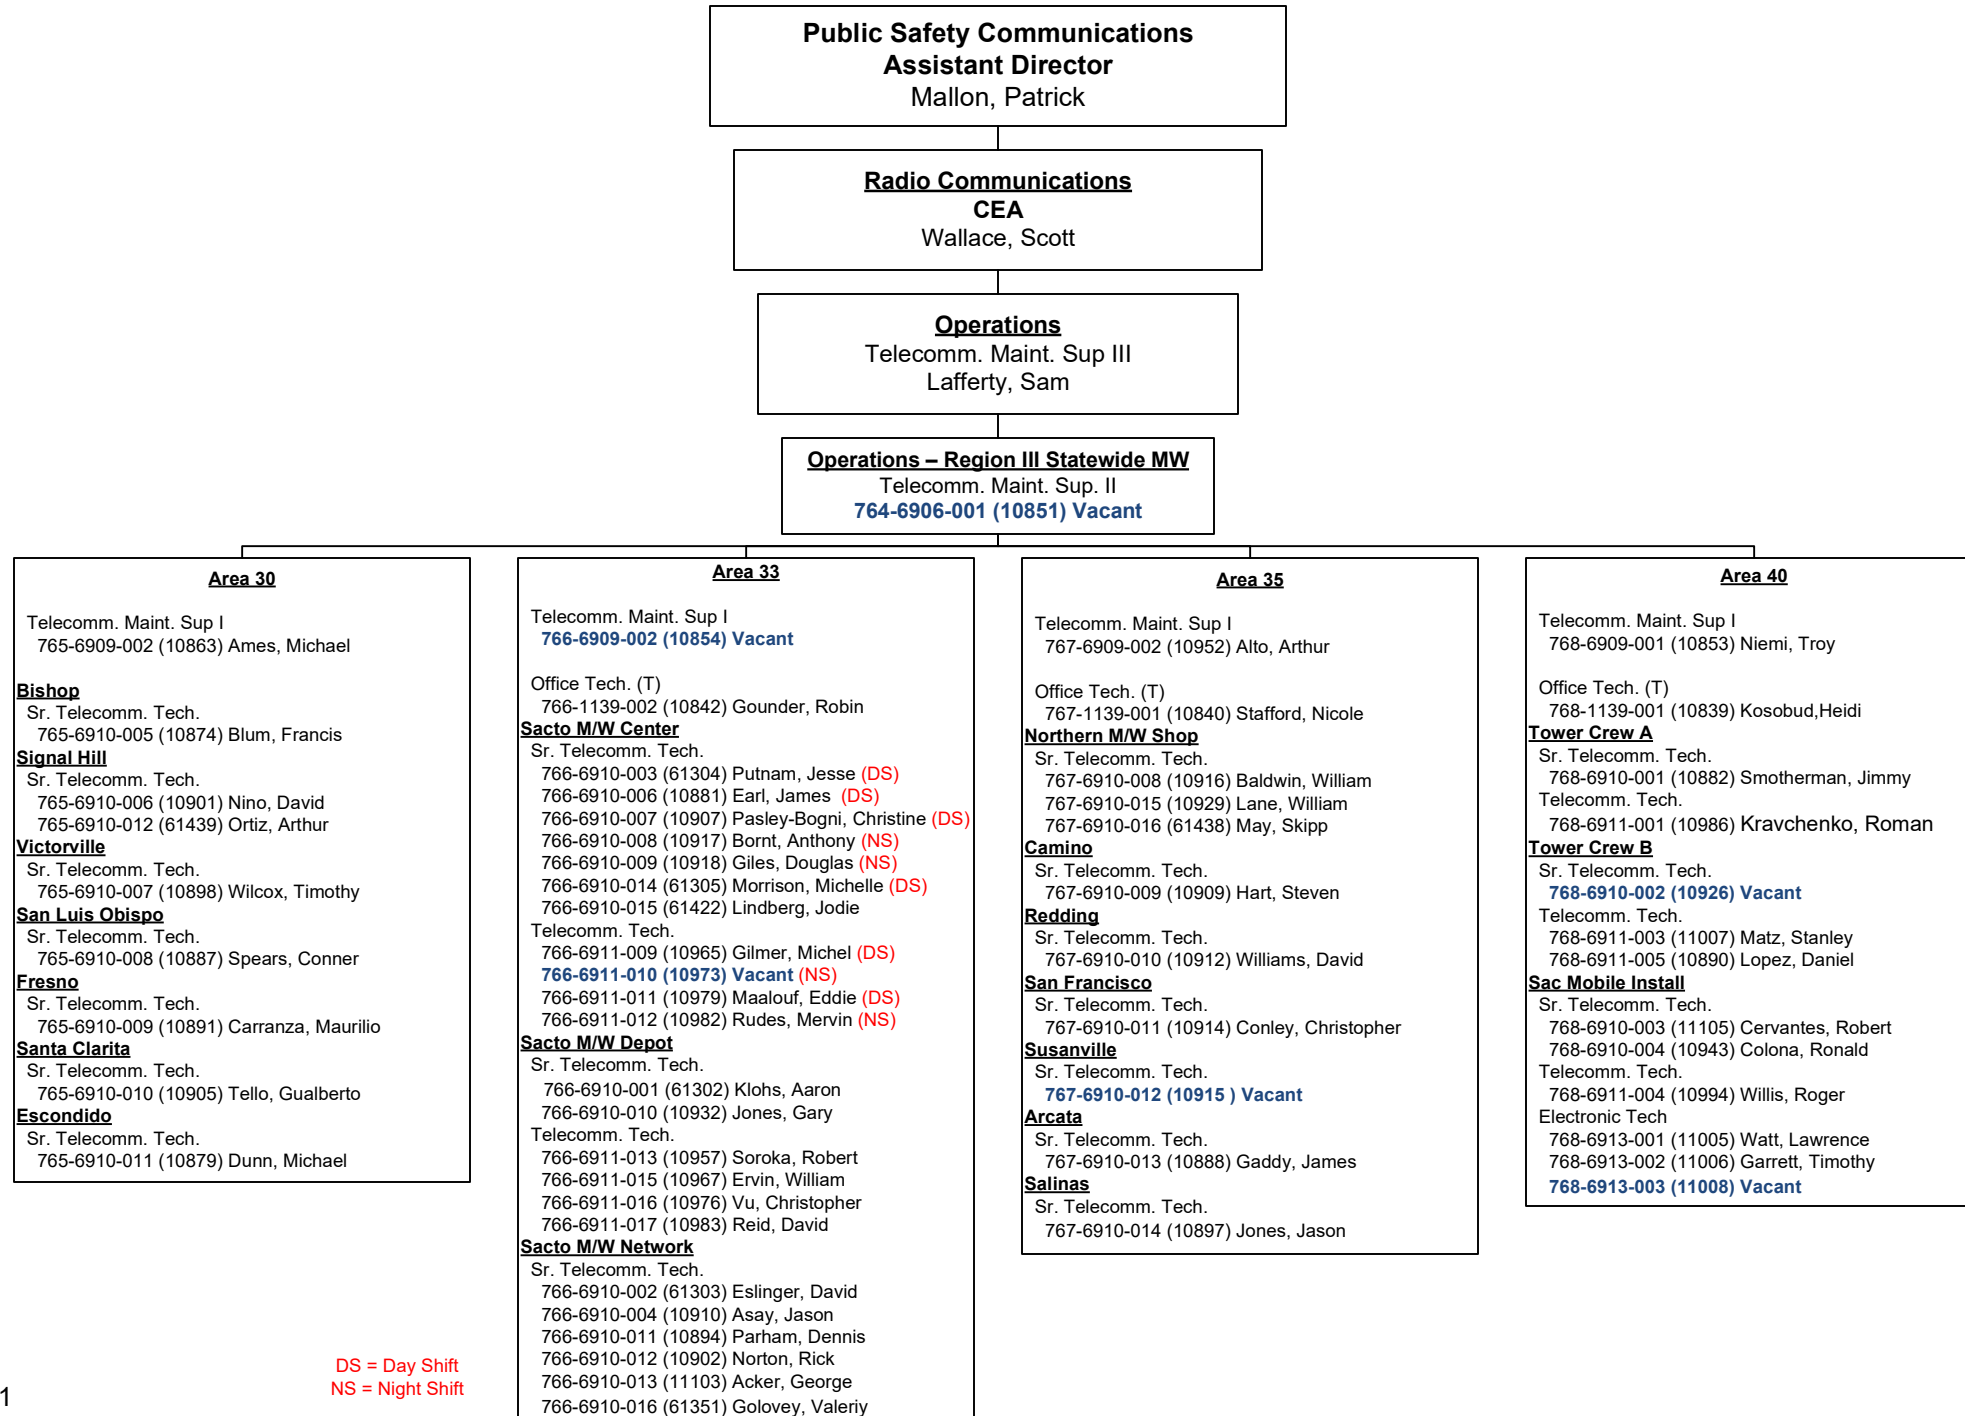 Public Safety Communications
Assistant Director
Mallon, Patrick
Radio Communications
CEA
Wallace, Scott
Operations
Telecomm. Maint. Sup III
Lafferty, Sam
Operations – Region III Statewide MW
Telecomm. Maint. Sup. II
764-6906-001 (10851) Vacant
Area 30
Telecomm. Maint. Sup I
765-6909-002 (10863) Ames, Michael
Bishop
Sr. Telecomm. Tech.
765-6910-005 (10874) Blum, Francis
Signal Hill
Sr. Telecomm. Tech.
765-6910-006 (10901) Nino, David
765-6910-012 (61439) Ortiz, Arthur
Victorville
Sr. Telecomm. Tech.
765-6910-007 (10898) Wilcox, Timothy
San Luis Obispo
Sr. Telecomm. Tech.
765-6910-008 (10887) Spears, Conner
Fresno
Sr. Telecomm. Tech.
765-6910-009 (10891) Carranza, Maurilio
Santa Clarita
Sr. Telecomm. Tech.
765-6910-010 (10905) Tello, Gualberto
Escondido
Sr. Telecomm. Tech.
765-6910-011 (10879) Dunn, Michael
Area 33
Telecomm. Maint. Sup I
766-6909-002 (10854) Vacant
Office Tech. (T)
766-1139-002 (10842) Gounder, Robin
Sacto M/W Center
Sr. Telecomm. Tech.
766-6910-003 (61304) Putnam, Jesse (DS)
766-6910-006 (10881) Earl, James (DS)
766-6910-007 (10907) Pasley-Bogni, Christine (DS)
766-6910-008 (10917) Bornt, Anthony (NS)
766-6910-009 (10918) Giles, Douglas (NS)
766-6910-014 (61305) Morrison, Michelle (DS)
766-6910-015 (61422) Lindberg, Jodie
Telecomm. Tech.
766-6911-009 (10965) Gilmer, Michel (DS)
766-6911-010 (10973) Vacant (NS)
766-6911-011 (10979) Maalouf, Eddie (DS)
766-6911-012 (10982) Rudes, Mervin (NS)
Sacto M/W Depot
Sr. Telecomm. Tech.
766-6910-001 (61302) Klohs, Aaron
766-6910-010 (10932) Jones, Gary
Telecomm. Tech.
766-6911-013 (10957) Soroka, Robert
766-6911-015 (10967) Ervin, William
766-6911-016 (10976) Vu, Christopher
766-6911-017 (10983) Reid, David
Sacto M/W Network
Sr. Telecomm. Tech.
766-6910-002 (61303) Eslinger, David
766-6910-004 (10910) Asay, Jason
766-6910-011 (10894) Parham, Dennis
766-6910-012 (10902) Norton, Rick
766-6910-013 (11103) Acker, George
766-6910-016 (61351) Golovey, Valeriy
Area 35
Telecomm. Maint. Sup I
767-6909-002 (10952) Alto, Arthur
Office Tech. (T)
767-1139-001 (10840) Stafford, Nicole
Northern M/W Shop
Sr. Telecomm. Tech.
767-6910-008 (10916) Baldwin, William
767-6910-015 (10929) Lane, William
767-6910-016 (61438) May, Skipp
Camino
Sr. Telecomm. Tech.
767-6910-009 (10909) Hart, Steven
Redding
Sr. Telecomm. Tech.
767-6910-010 (10912) Williams, David
San Francisco
Sr. Telecomm. Tech.
767-6910-011 (10914) Conley, Christopher
Susanville
Sr. Telecomm. Tech.
767-6910-012 (10915 ) Vacant
Arcata
Sr. Telecomm. Tech.
767-6910-013 (10888) Gaddy, James
Salinas
Sr. Telecomm. Tech.
767-6910-014 (10897) Jones, Jason
Area 40
Telecomm. Maint. Sup I
768-6909-001 (10853) Niemi, Troy
Office Tech. (T)
768-1139-001 (10839) Kosobud,Heidi
Tower Crew A
Sr. Telecomm. Tech.
768-6910-001 (10882) Smotherman, Jimmy
Telecomm. Tech.
768-6911-001 (10986) Kravchenko, Roman
Tower Crew B
Sr. Telecomm. Tech.
768-6910-002 (10926) Vacant
Telecomm. Tech.
768-6911-003 (11007) Matz, Stanley
768-6911-005 (10890) Lopez, Daniel
Sac Mobile Install
Sr. Telecomm. Tech.
768-6910-003 (11105) Cervantes, Robert
768-6910-004 (10943) Colona, Ronald
Telecomm. Tech.
768-6911-004 (10994) Willis, Roger
Electronic Tech
768-6913-001 (11005) Watt, Lawrence
768-6913-002 (11006) Garrett, Timothy
768-6913-003 (11008) Vacant
DS = Day Shift
NS = Night Shift
1